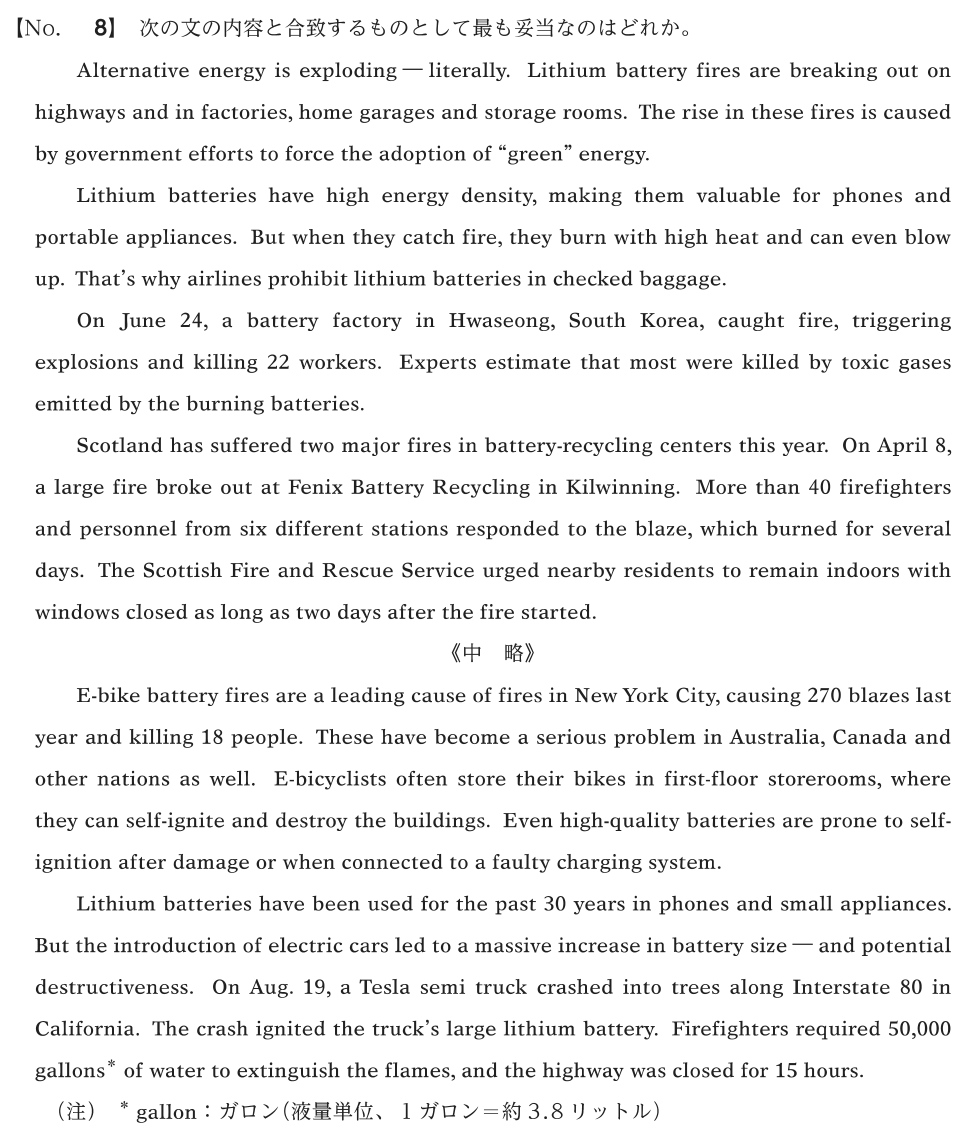 【No. 8】 次の文の内容と合致するものとして最も妥当なのはどれか。
Alternative energy is exploding — literally. Lithium battery fires are breaking out on
highways and in factories, home garages and storage rooms. The rise in these fires is caused
by government efforts to force the adoption of “green” energy.
Lithium batteries have high energy density, making them valuable for phones and
portable appliances. But when they catch fire, they burn with high heat and can even blow
up. That’s why airlines prohibit lithium batteries in checked baggage.
On June 24, a battery factory in Hwaseong, South Korea, caught fire, triggering
explosions and killing 22 workers. Experts estimate that most were killed by toxic gases
emitted by the burning batteries.
Scotland has suffered two major fires in battery-recycling centers this year. On April 8,
a large fire broke out at Fenix Battery Recycling in Kilwinning. More than 40 firefighters
and personnel from six different stations responded to the blaze, which burned for several
days. The Scottish Fire and Rescue Service urged nearby residents to remain indoors with
windows closed as long as two days after the fire started.
《中 略》
E-bike battery fires are a leading cause of fires in New York City, causing 270 blazes last
year and killing 18 people. These have become a serious problem in Australia, Canada and
other nations as well. E-bicyclists often store their bikes in first-floor storerooms, where
they can self-ignite and destroy the buildings. Even high-quality batteries are prone to self-
ignition after damage or when connected to a faulty charging system.
Lithium batteries have been used for the past 30 years in phones and small appliances.
But the introduction of electric cars led to a massive increase in battery size — and potential
destructiveness. On Aug. 19, a Tesla semi truck crashed into trees along Interstate 80 in
California. The crash ignited the truck’s large lithium battery. Firefighters required 50,000
gallons* of water to extinguish the flames, and the highway was closed for 15 hours.
（注） * gallon：ガロン（液量単位、1ガロン＝約3.8リットル）